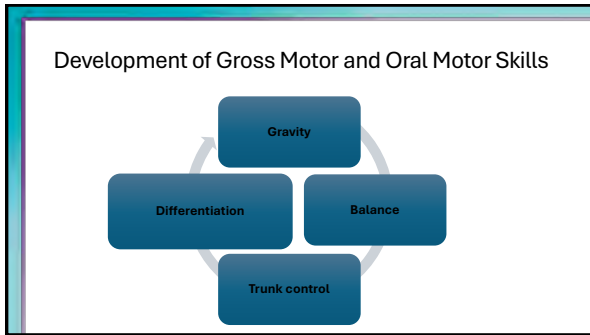 Development of Gross Motor and Oral Motor Skills
Gravity
Differentiation
Balance
Trunk control